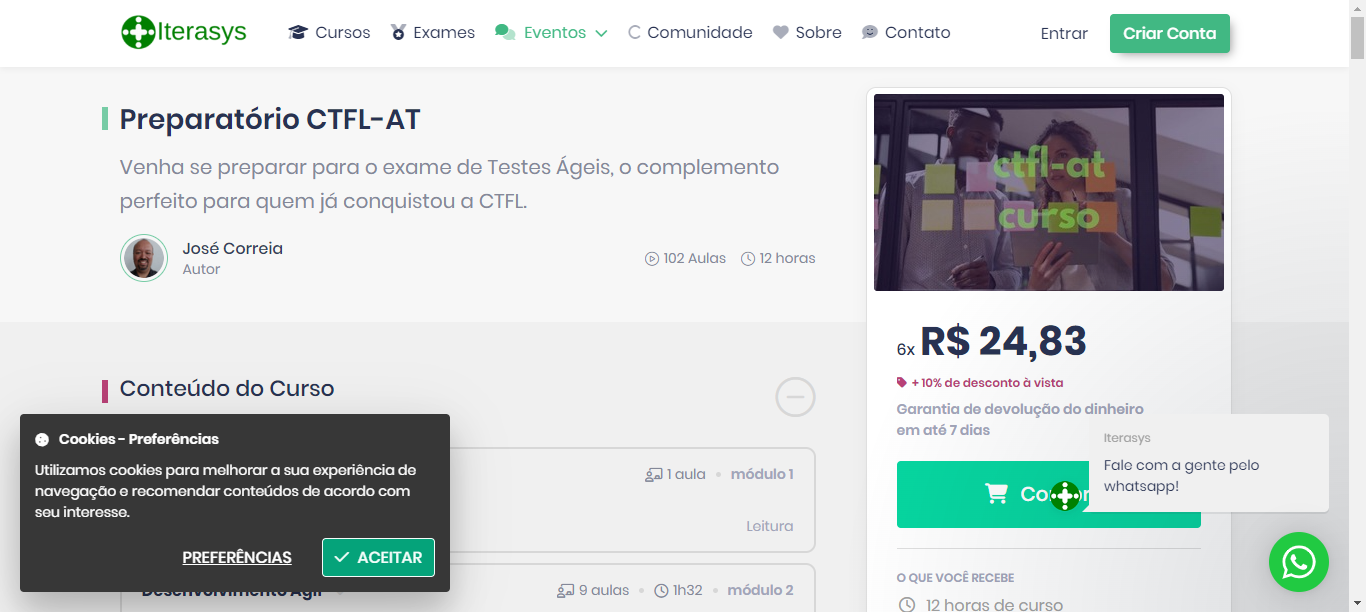 Iterasys
Cursos
Exames
Eventos
Comunidade
Sobre
Contato
Entrar
Criar Conta
Preparatório CTFL-AT
Venha se preparar para o exame de Testes Ágeis, o complemento
perfeito para quem já conquistou a CTFL.
José Correia
Autor
102 Aulas
12 horas
ctfl-at
curso
6x R$ 24,83
+ 10% de desconto à vista
Garantia de devolução do dinheiro
em até 7 dias
Conteúdo do Curso
1 aula • módulo 1
Leitura
Desenvolvimento Ágil
9 aulas • 1h32 • módulo 2
Cookies - Preferências
Utilizamos cookies para melhorar a sua experiência de
navegação e recomendar conteúdos de acordo com
seu interesse.
PREFERÊNCIAS
ACEITAR
Iterasys
Fale com a gente pelo
whatsapp!
O QUE VOCÊ RECEBE
12 horas de curso